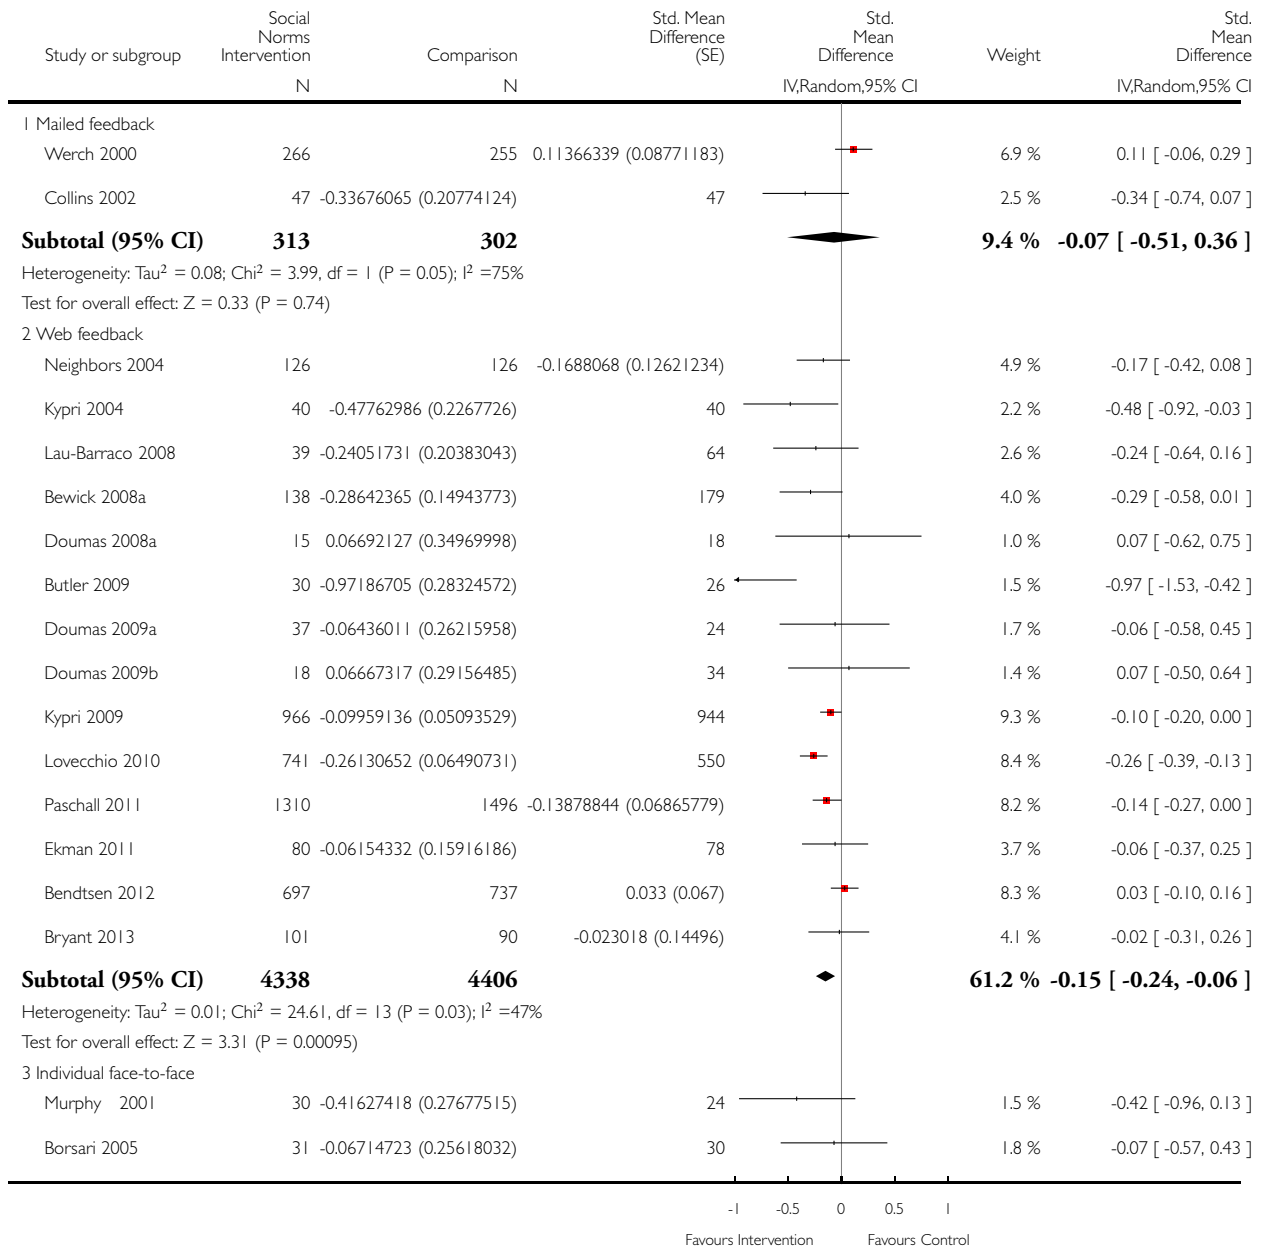 Study or subgroup Social Norms Intervention Comparison Std. Mean Difference (SE) Std. Mean Difference Weight Std. Mean Difference
N N IV,Random,95% CI IV,Random,95% CI
1 Mailed feedback
Werch 2000 266 255 0.11366339 (0.08771183) 6.9 % 0.11 [ -0.06, 0.29 ]
Collins 2002 47 -0.33676065 (0.20774124) 47 2.5 % -0.34 [ -0.74, 0.07 ]
Subtotal (95% CI) 313 302 9.4 % -0.07 [ -0.51, 0.36 ]
Heterogeneity: Tau² = 0.08; Chi² = 3.99, df = 1 (P = 0.05); I² =75%
Test for overall effect: Z = 0.33 (P = 0.74)
2 Web feedback
Neighbors 2004 126 126 -0.1688068 (0.12621234) 4.9 % -0.17 [ -0.42, 0.08 ]
Kypri 2004 40 -0.47762986 (0.2267726) 40 2.2 % -0.48 [ -0.92, -0.03 ]
Lau-Barraco 2008 39 -0.24051731 (0.20383043) 64 2.6 % -0.24 [ -0.64, 0.16 ]
Bewick 2008a 138 -0.28642365 (0.14943773) 179 4.0 % -0.29 [ -0.58, 0.01 ]
Doumas 2008a 15 0.06692127 (0.34969998) 18 1.0 % 0.07 [ -0.62, 0.75 ]
Butler 2009 30 -0.97186705 (0.28324572) 26 1.5 % -0.97 [ -1.53, -0.42 ]
Doumas 2009a 37 -0.06436011 (0.26215958) 24 1.7 % -0.06 [ -0.58, 0.45 ]
Doumas 2009b 18 0.06667317 (0.29156485) 34 1.4 % 0.07 [ -0.50, 0.64 ]
Kypri 2009 966 -0.09959136 (0.05093529) 944 9.3 % -0.10 [ -0.20, 0.00 ]
Lovecchio 2010 741 -0.26130652 (0.06490731) 550 8.4 % -0.26 [ -0.39, -0.13 ]
Paschall 2011 1310 1496 -0.13878844 (0.06865779) 8.2 % -0.14 [ -0.27, 0.00 ]
Ekman 2011 80 -0.06154332 (0.15916186) 78 3.7 % -0.06 [ -0.37, 0.25 ]
Bendtsen 2012 697 737 0.033 (0.067) 8.3 % 0.03 [ -0.10, 0.16 ]
Bryant 2013 101 90 -0.023018 (0.14496) 4.1 % -0.02 [ -0.31, 0.26 ]
Subtotal (95% CI) 4338 4406 61.2 % -0.15 [ -0.24, -0.06 ]
Heterogeneity: Tau² = 0.01; Chi² = 24.61, df = 13 (P = 0.03); I² =47%
Test for overall effect: Z = 3.31 (P = 0.00095)
3 Individual face-to-face
Murphy 2001 30 -0.41627418 (0.27677515) 24 1.5 % -0.42 [ -0.96, 0.13 ]
Borsari 2005 31 -0.06714723 (0.25618032) 30 1.8 % -0.07 [ -0.57, 0.43 ]
-1 -0.5 0 0.5 1
Favours Intervention Favours Control